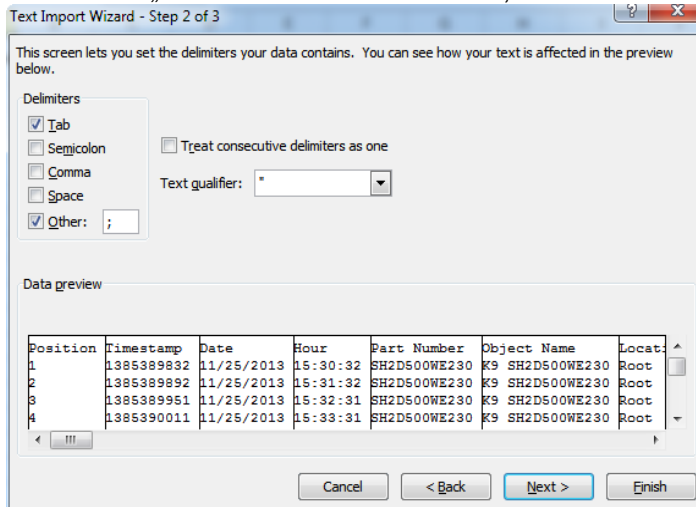 Text Import Wizard - Step 2 of 3
This screen lets you set the delimiters your data contains.  You can see how your text is affected in the preview
below.
Delimiters
Tab
Semicolon
Comma
Space
Other: ;
Treat consecutive delimiters as one
Text qualifier: "
Data preview
Position Timestamp Date Hour Part Number Object Name Locat
1 1385389832 11/25/2013 15:30:32 SH2D500WE230 K9 SH2D500WE230 Root
2 1385389892 11/25/2013 15:31:32 SH2D500WE230 K9 SH2D500WE230 Root
3 1385389951 11/25/2013 15:32:31 SH2D500WE230 K9 SH2D500WE230 Root
4 1385390011 11/25/2013 15:33:31 SH2D500WE230 K9 SH2D500WE230 Root
Cancel < Back Next > Finish